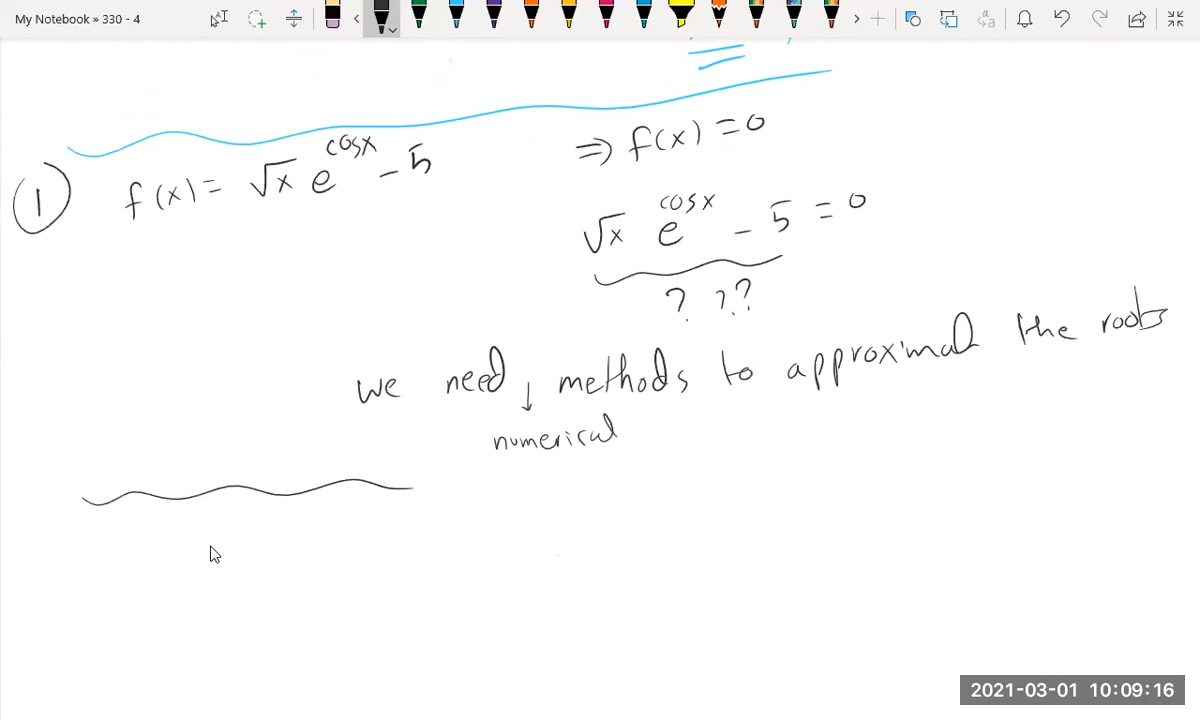 My Notebook » 330 - 4
① f(x) = √x e^cosx - 5
⇒ f(x) = 0
√x e^cosx - 5 = 0
? ??
we need ↓ methods to approximat the roots
numerical
2021-03-01 10:09:16